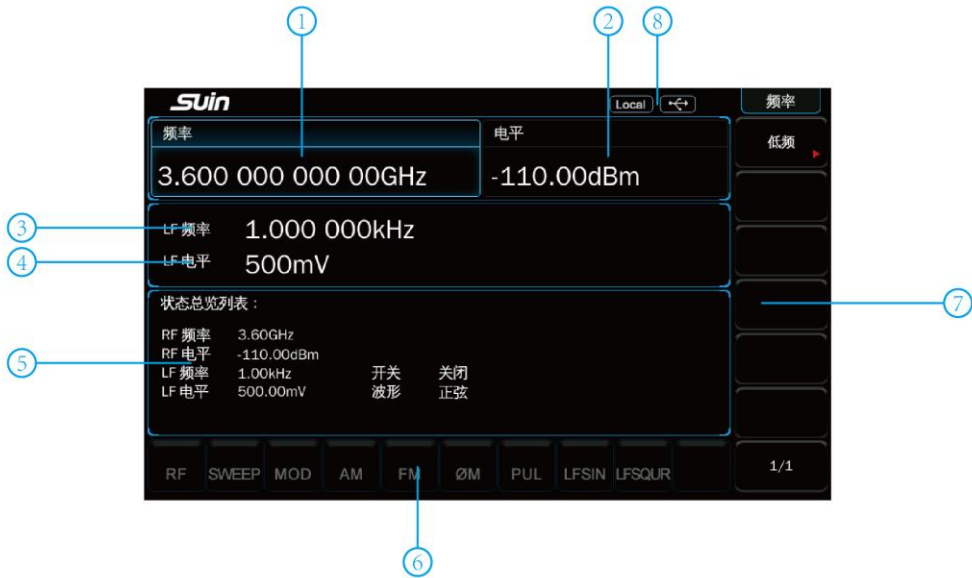 ① ② ⑧
Suin Local 频率
频率 电平 低频
3.600 000 000 00GHz -110.00dBm
③ LF 频率 1.000 000kHz
④ LF 电平 500mV
⑦
状态总览列表：
RF 频率 3.60GHz
RF 电平 -110.00dBm
⑤
LF 频率 1.00kHz 开关 关闭
LF 电平 500.00mV 波形 正弦
RF SWEEP MOD AM FM ØM PUL LFSIN LFSQUR 1/1
⑥